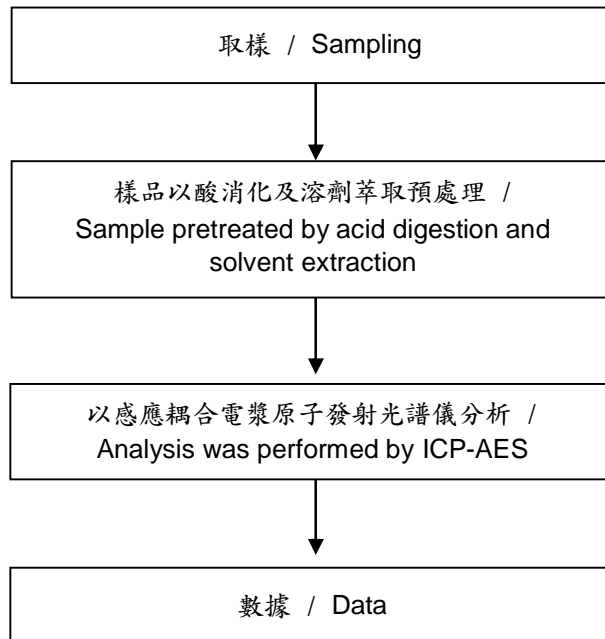 取樣 / Sampling
樣品以酸消化及溶劑萃取預處理 /
Sample pretreated by acid digestion and
solvent extraction
以感應耦合電漿原子發射光譜儀分析 /
Analysis was performed by ICP-AES
數據 / Data